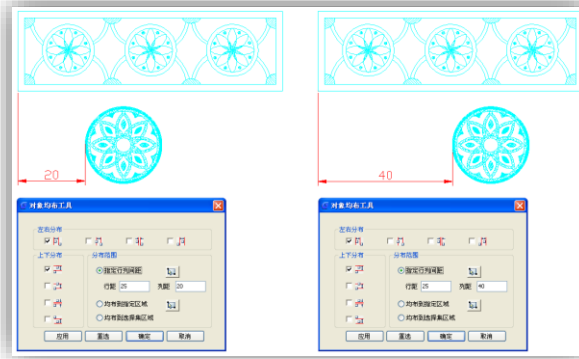 20
40
对象均布工具
左右分布
上下分布
分布范围
指定行列间距
行距 25 列距 20
均布到指定区域
均布到选择集区域
应用 重选 确定 取消
对象均布工具
左右分布
上下分布
分布范围
指定行列间距
行距 25 列距 40
均布到指定区域
均布到选择集区域
应用 重选 确定 取消